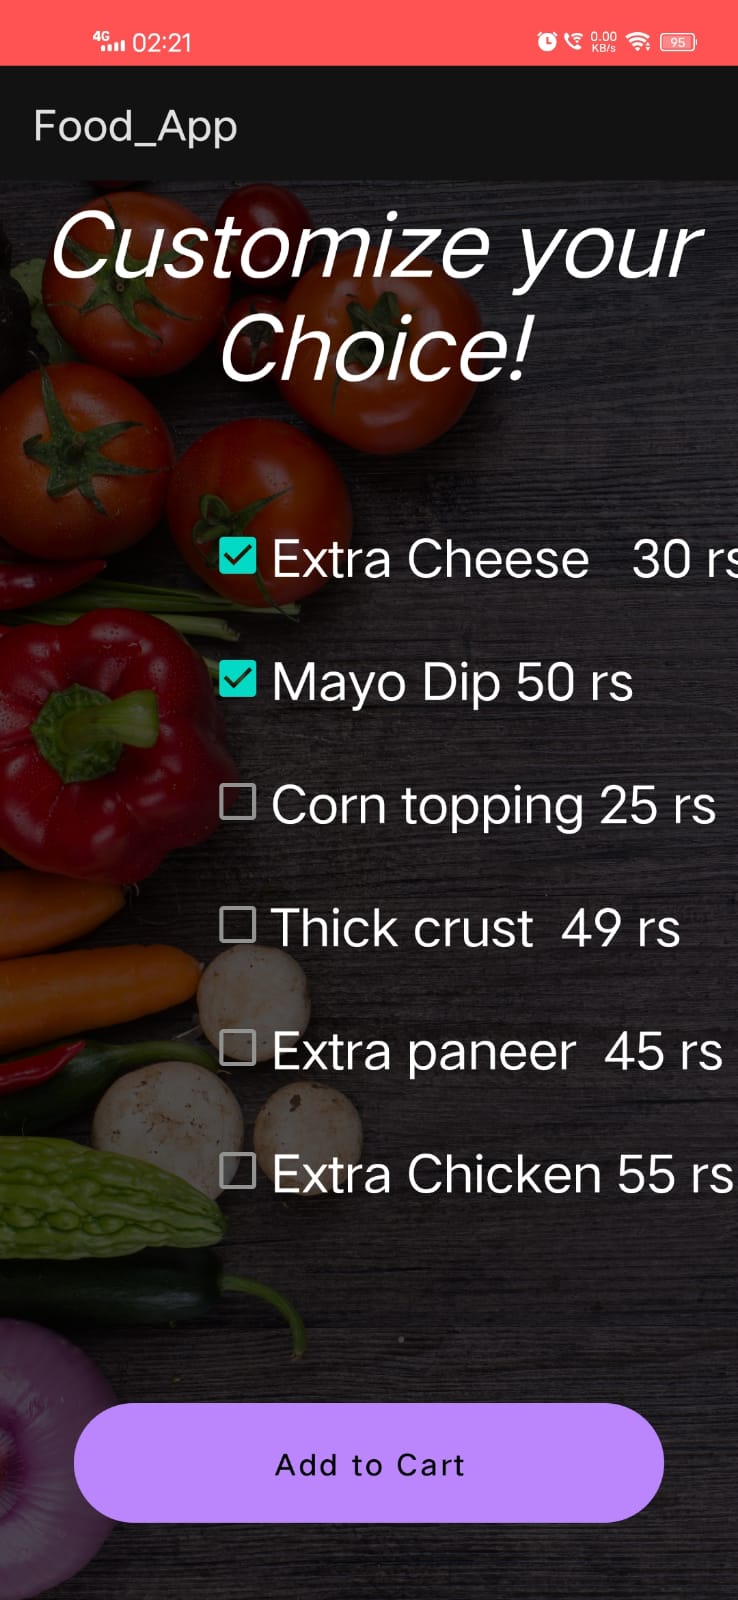 4G 02:21 0.00 KB/s 95
Food_App
Customize your
Choice!
Extra Cheese   30 rs
Mayo Dip 50 rs
Corn topping 25 rs
Thick crust  49 rs
Extra paneer  45 rs
Extra Chicken 55 rs
Add to Cart